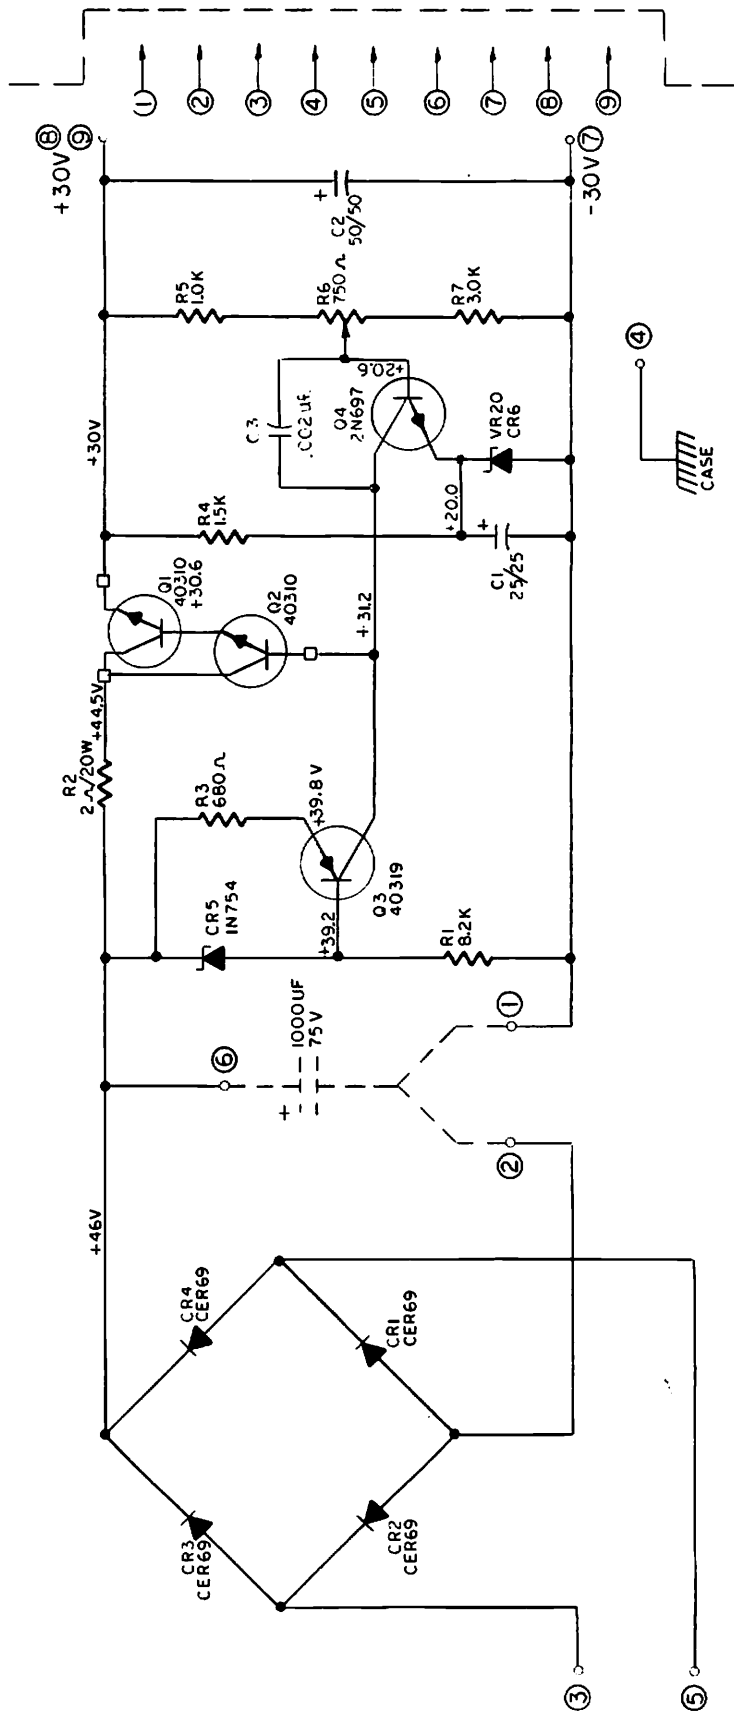 ③
⑤
CR3
CER69
CR2
CER69
CR4
CER69
CR1
CER69
+46V
②
⑥
+
1000UF
75V
①
CR5
1N754
+39.2
R1
8.2K
Q3
40319
R3
680Ω
+39.8V
R2
2Ω/20W
+44.5V
Q1
40310
+30.6
Q2
40310
+31.2
R4
1.5K
+20.0
C1
25/25
+
+30V
C3
.002uf.
Q4
2N697
+20.6
VR20
CR6
R5
1.0K
R6
750Ω
R7
3.0K
C2
50/50
+
+30V
⑧
⑨
-30V
⑦
④
CASE
①
②
③
④
⑤
⑥
⑦
⑧
⑨